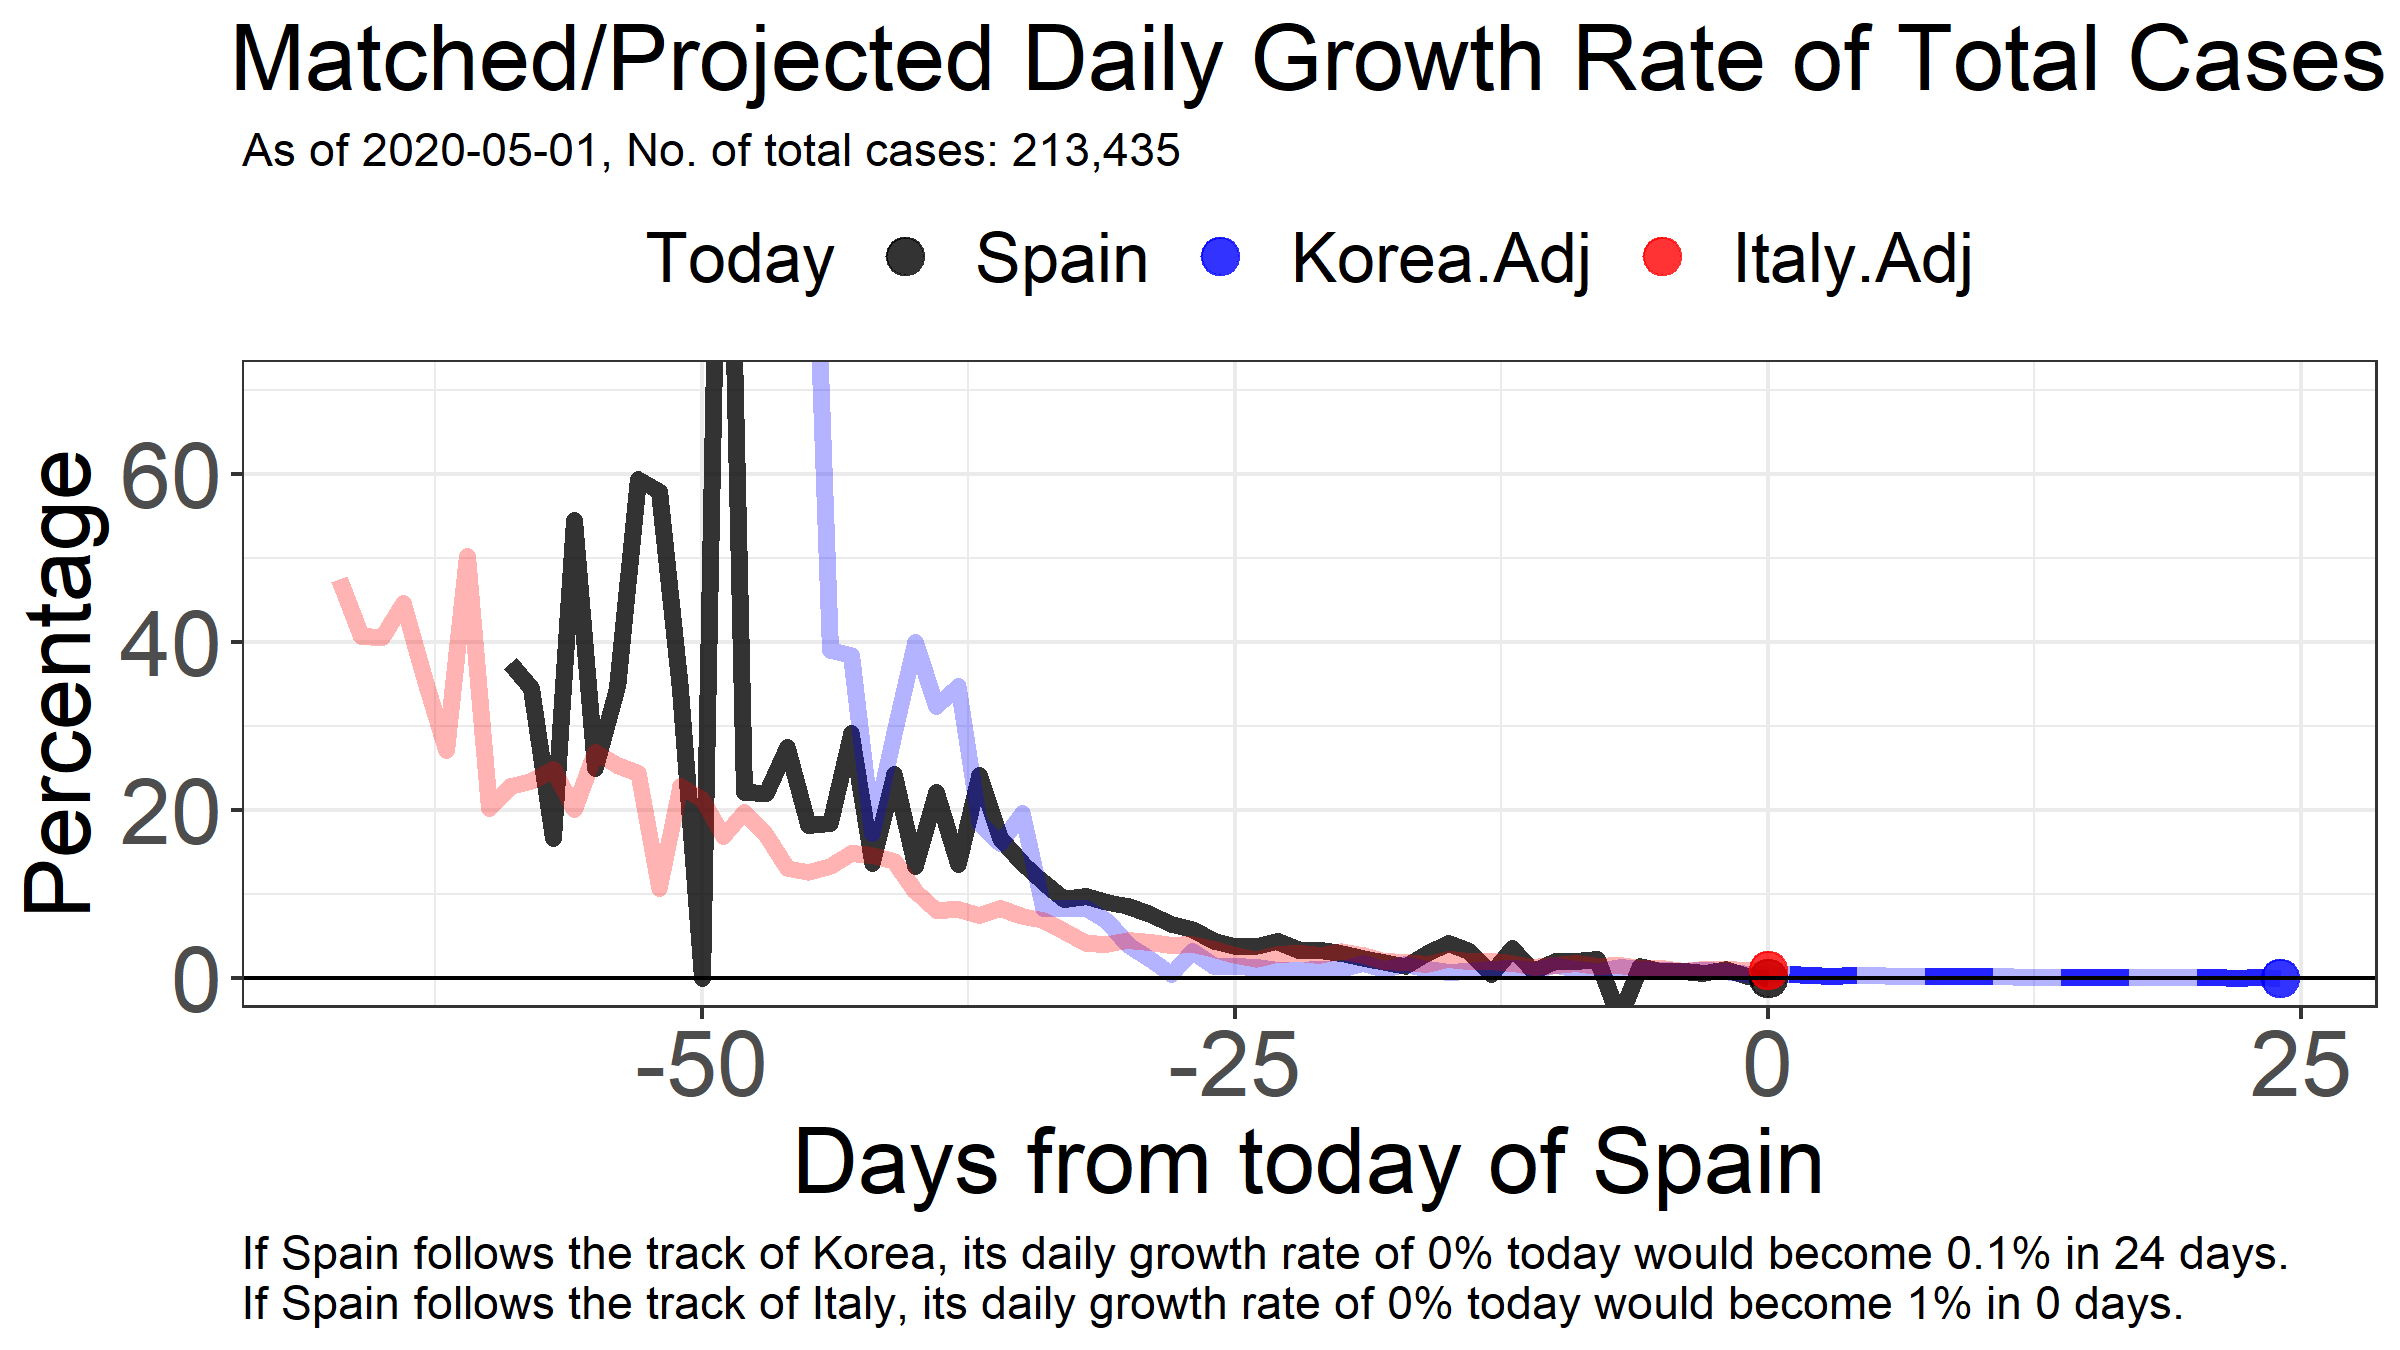 Matched/Projected Daily Growth Rate of Total Cases
As of 2020-05-01, No. of total cases: 213,435
Today Spain Korea.Adj Italy.Adj
Percentage
60
40
20
0
-50 -25 0 25
Days from today of Spain
If Spain follows the track of Korea, its daily growth rate of 0% today would become 0.1% in 24 days.
If Spain follows the track of Italy, its daily growth rate of 0% today would become 1% in 0 days.